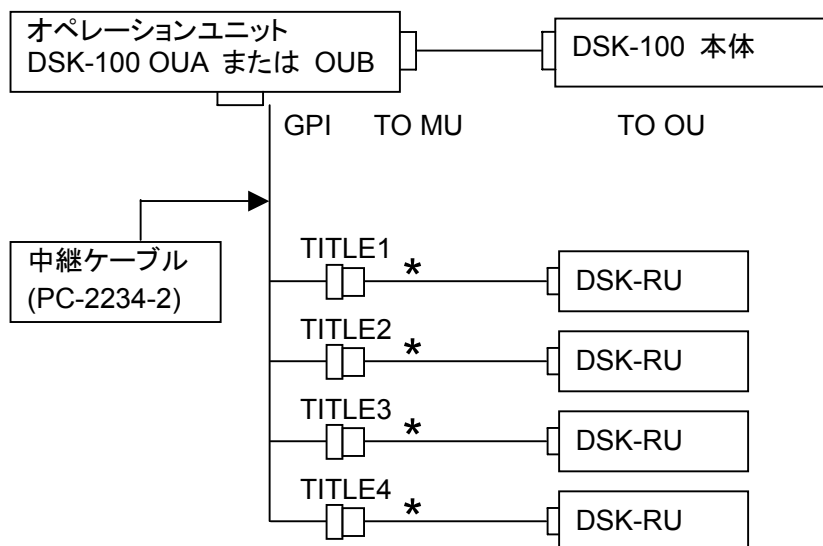 オペレーションユニット
DSK-100 OUA または OUB
DSK-100 本体
GPI TO MU TO OU
中継ケーブル
(PC-2234-2)
TITLE1
*
DSK-RU
TITLE2
*
DSK-RU
TITLE3
*
DSK-RU
TITLE4
*
DSK-RU